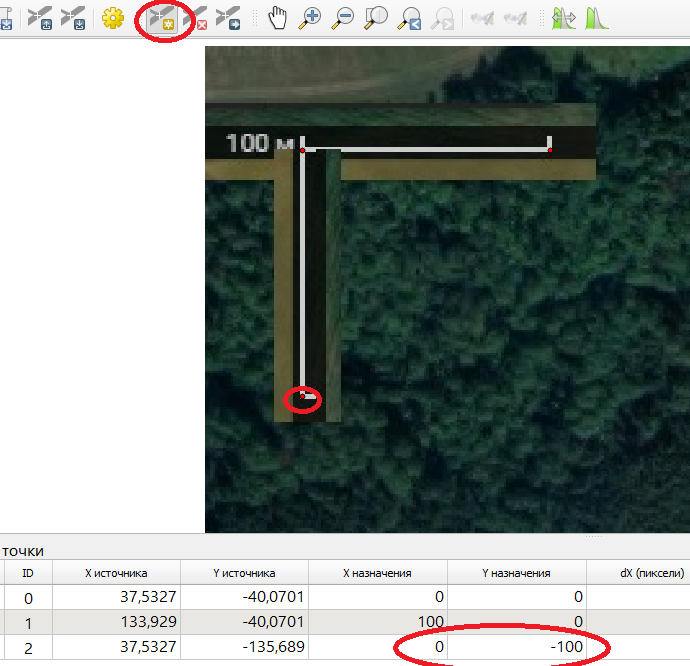 100 м
точки
ID X источника Y источника X назначения Y назначения dX (пиксели)
0 37,5327 -40,0701 0 0
1 133,929 -40,0701 100 0
2 37,5327 -135,689 0 -100